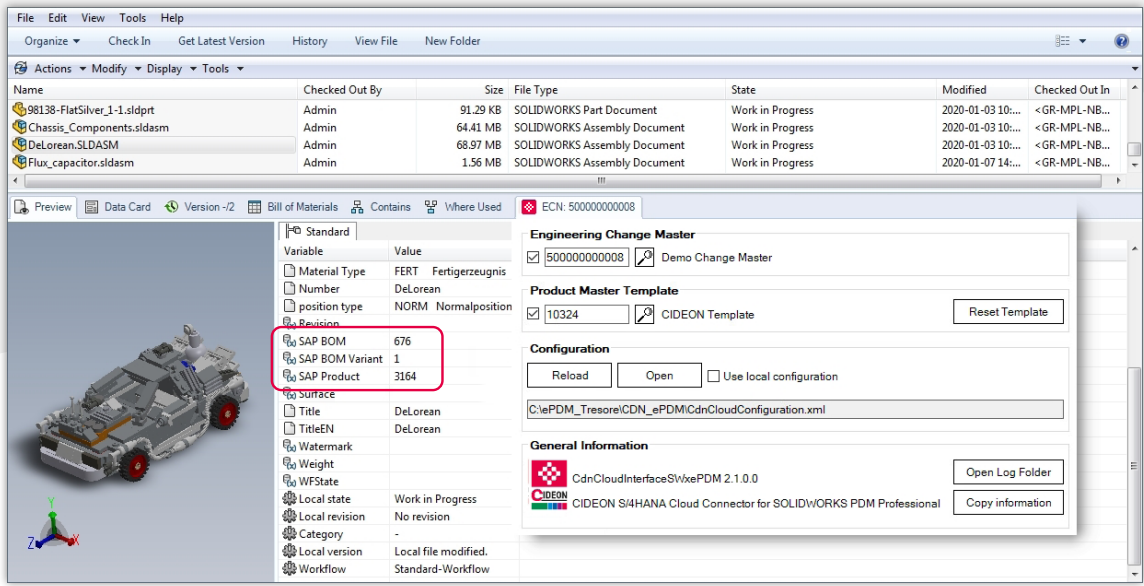 File Edit View Tools Help
Organize Check In Get Latest Version History View File New Folder
Actions Modify Display Tools
Name Checked Out By Size File Type State Modified Checked Out In
98138-FlatSilver_1-1.sldprt Admin 91.29 KB SOLIDWORKS Part Document Work in Progress 2020-01-03 10:... <GR-MPL-NB...
Chassis_Components.sldasm Admin 64.41 MB SOLIDWORKS Assembly Document Work in Progress 2020-01-03 10:... <GR-MPL-NB...
DeLorean.SLDASM Admin 68.97 MB SOLIDWORKS Assembly Document Work in Progress 2020-01-03 10:... <GR-MPL-NB...
Flux_capacitor.sldasm Admin 1.56 MB SOLIDWORKS Assembly Document Work in Progress 2020-01-07 14:... <GR-MPL-NB...
Preview Data Card Version -/2 Bill of Materials Contains Where Used ECN: 500000000008
Standard
Variable Value
Material Type FERT Fertigerzeugnis
Number DeLorean
position type NORM Normalposition
Revision
SAP BOM 676
SAP BOM Variant 1
SAP Product 3164
Surface
Title DeLorean
TitleEN DeLorean
Watermark
Weight
WFState
Local state Work in Progress
Local revision No revision
Category -
Local version Local file modified.
Workflow Standard-Workflow
Engineering Change Master
500000000008 Demo Change Master
Product Master Template
10324 CIDEON Template Reset Template
Configuration
Reload Open Use local configuration
C:\ePDM_Tresore\CDN_ePDM\CdnCloudConfiguration.xml
General Information
CdnCloudInterfaceSWxePDM 2.1.0.0 Open Log Folder
CIDEON CIDEON S/4HANA Cloud Connector for SOLIDWORKS PDM Professional Copy information
Y
Z X